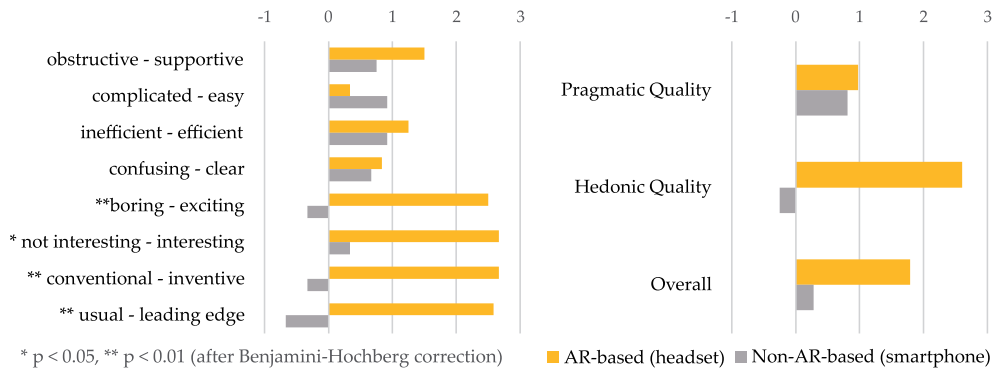 -1 0 1 2 3
obstructive - supportive
complicated - easy
inefficient - efficient
confusing - clear
**boring - exciting
* not interesting - interesting
** conventional - inventive
** usual - leading edge
* p < 0.05, ** p < 0.01 (after Benjamini-Hochberg correction)
-1 0 1 2 3
Pragmatic Quality
Hedonic Quality
Overall
AR-based (headset) Non-AR-based (smartphone)